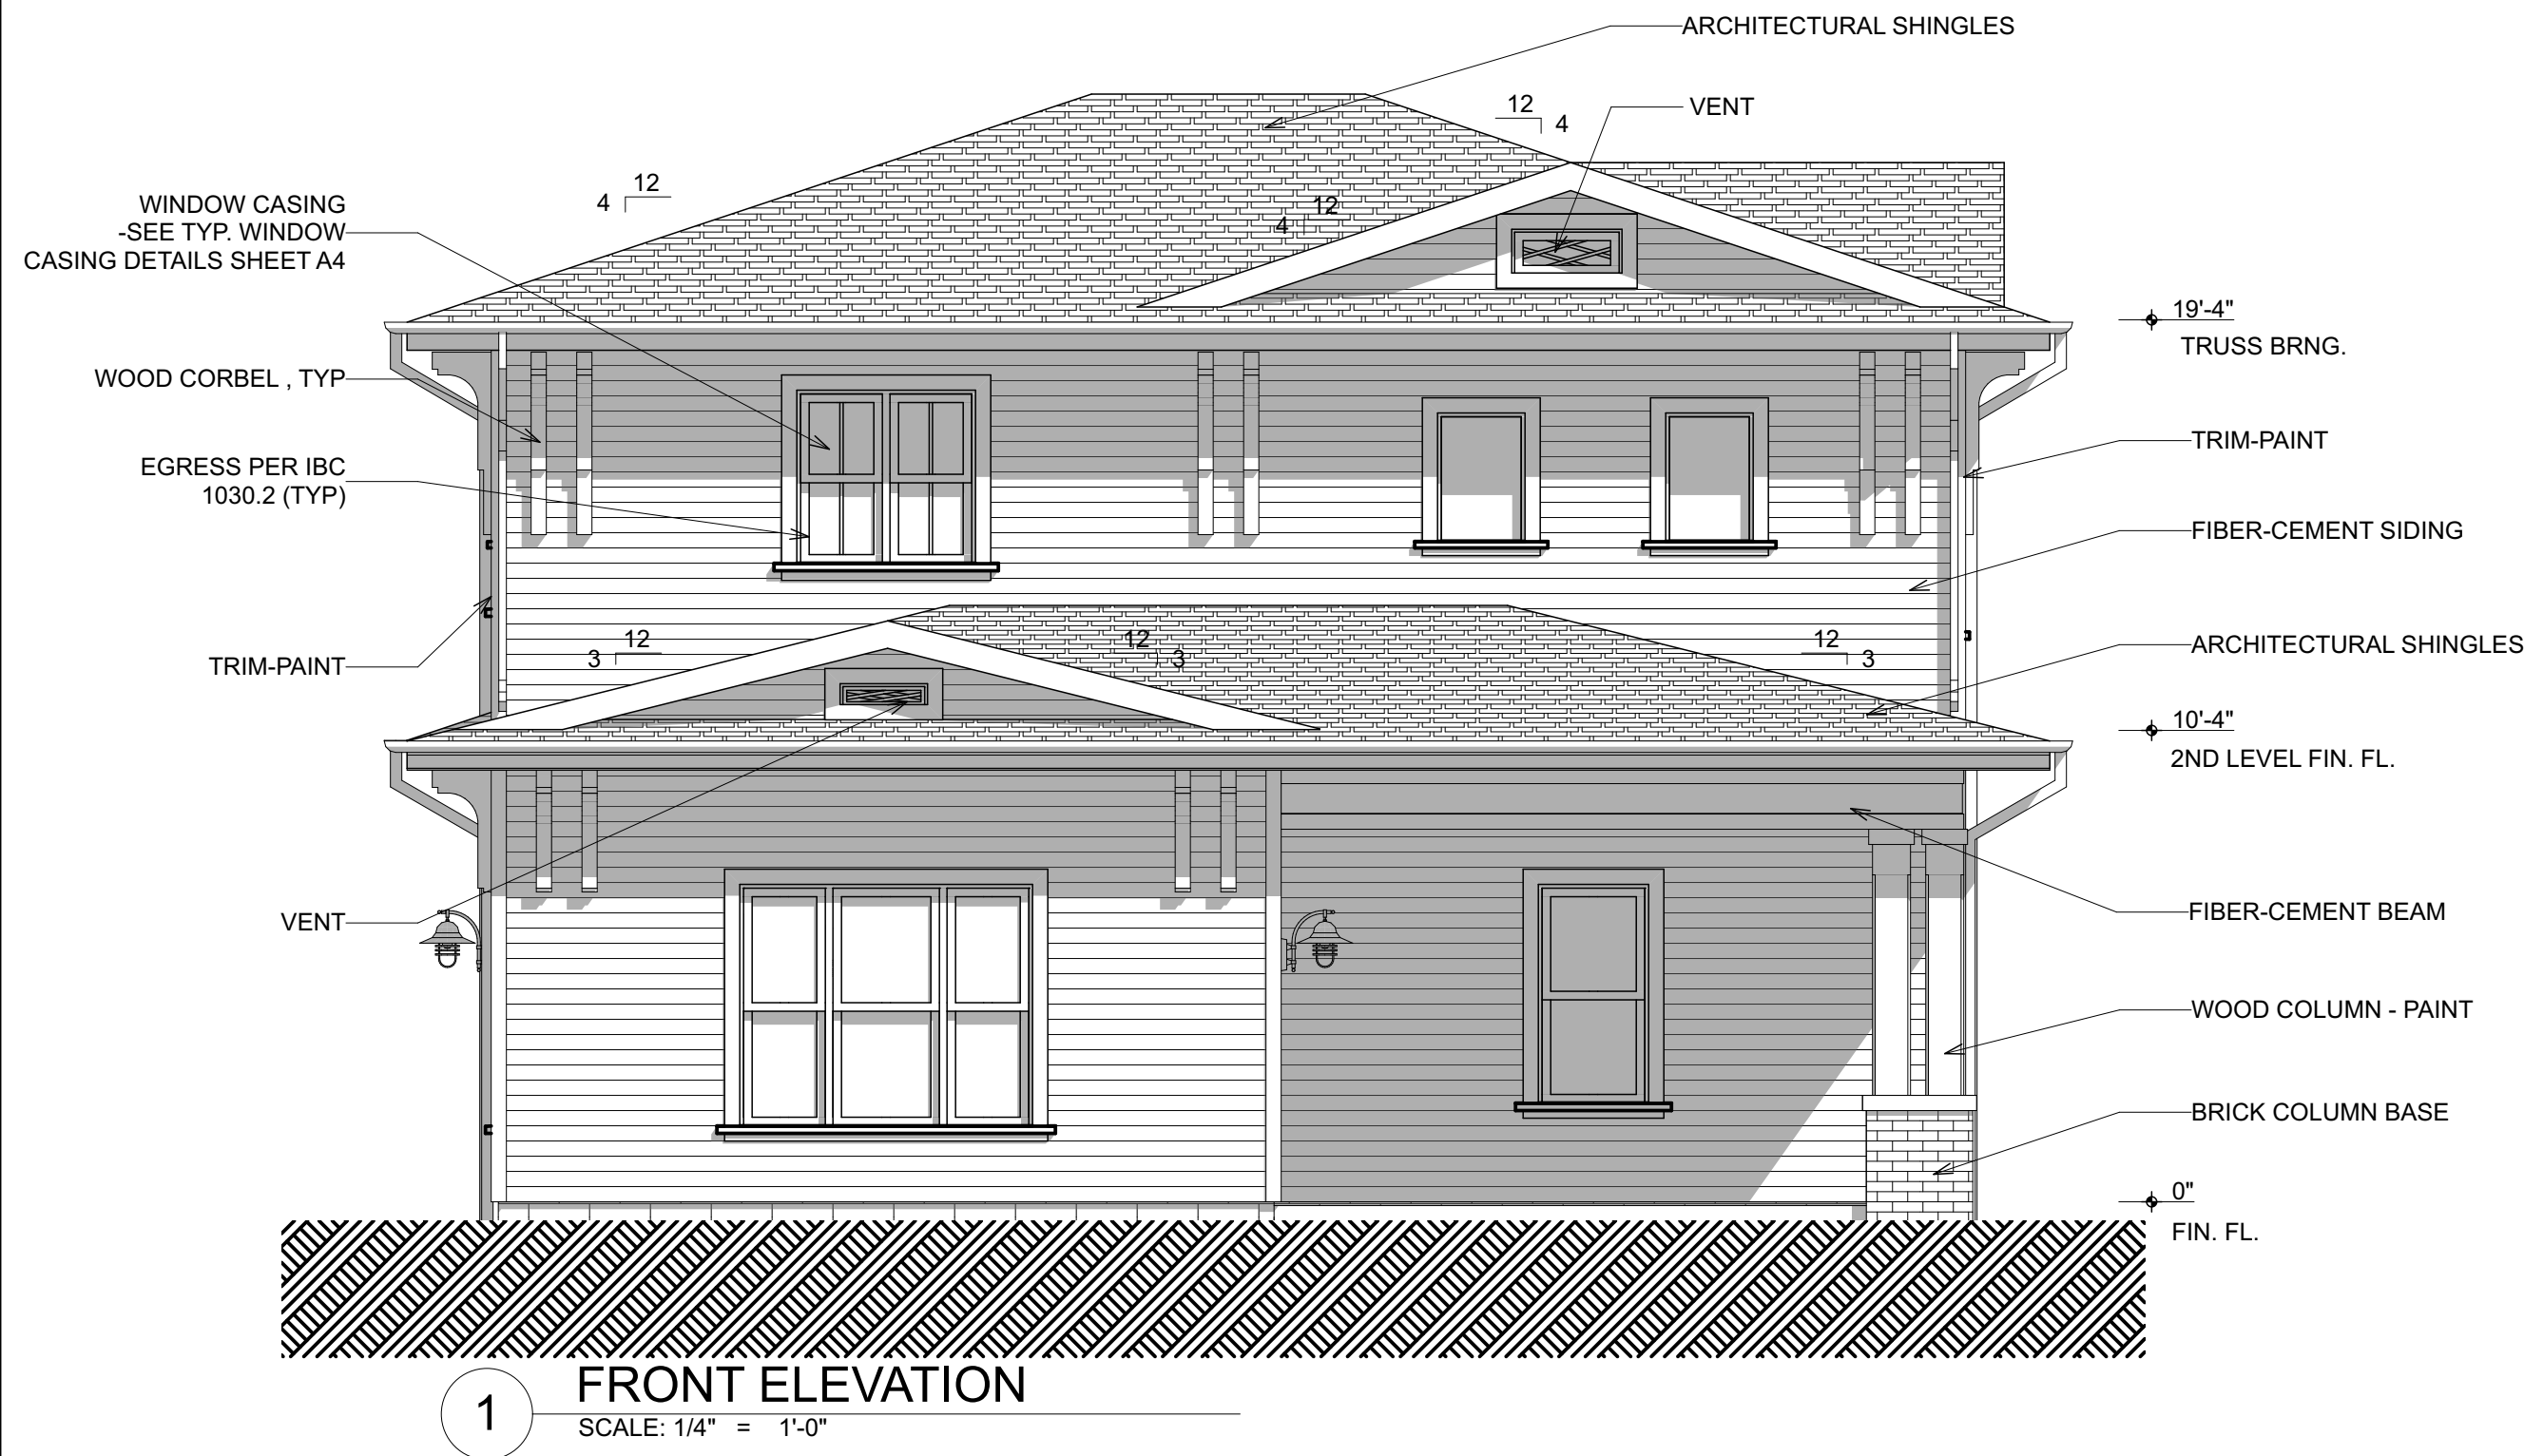 ARCHITECTURAL SHINGLES
12
4
VENT
12
4
12
4
WINDOW CASING
-SEE TYP. WINDOW
CASING DETAILS SHEET A4
19'-4"
TRUSS BRNG.
WOOD CORBEL , TYP
TRIM-PAINT
EGRESS PER IBC
1030.2 (TYP)
FIBER-CEMENT SIDING
12
3
12
3
12
3
ARCHITECTURAL SHINGLES
TRIM-PAINT
10'-4"
2ND LEVEL FIN. FL.
VENT
FIBER-CEMENT BEAM
WOOD COLUMN - PAINT
BRICK COLUMN BASE
0"
FIN. FL.
1
FRONT ELEVATION
SCALE: 1/4" = 1'-0"